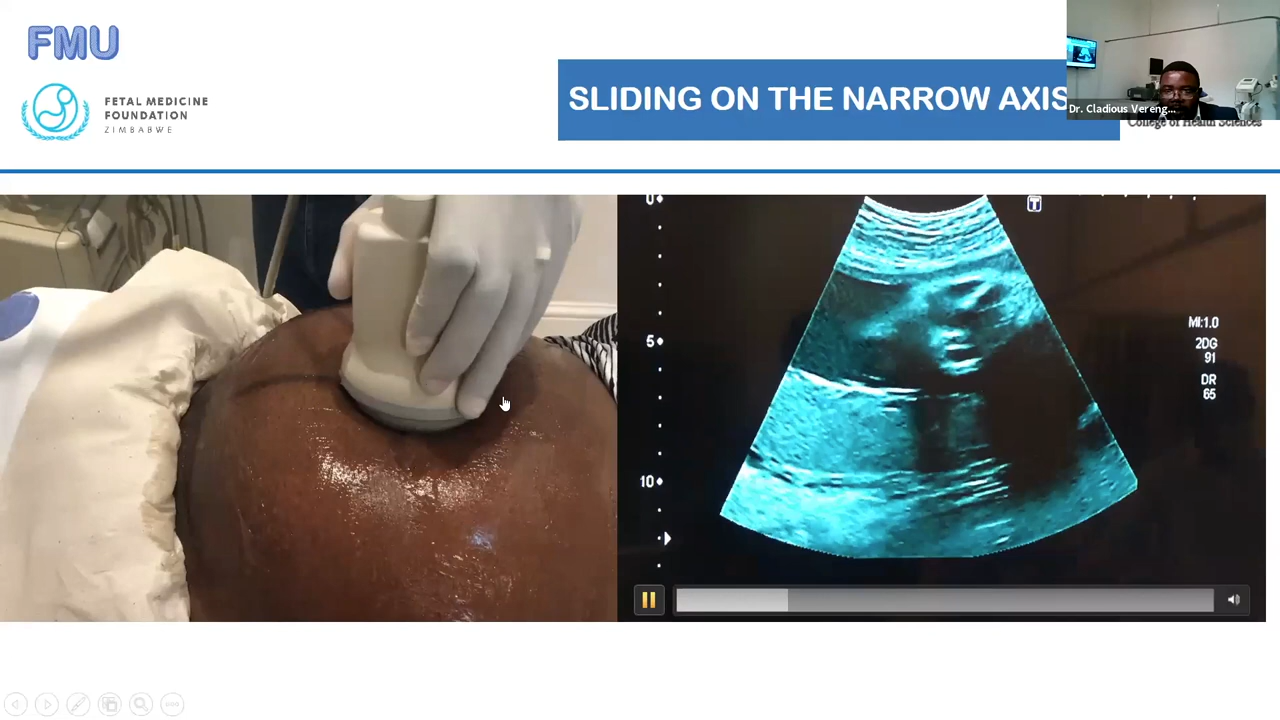 FMU
FETAL MEDICINE
FOUNDATION
ZIMBABWE
SLIDING ON THE NARROW AXIS
Dr. Cladious Vereng...
College of Health Sciences
0
T
5
10
MI:1.0
2DG
91
DR
65